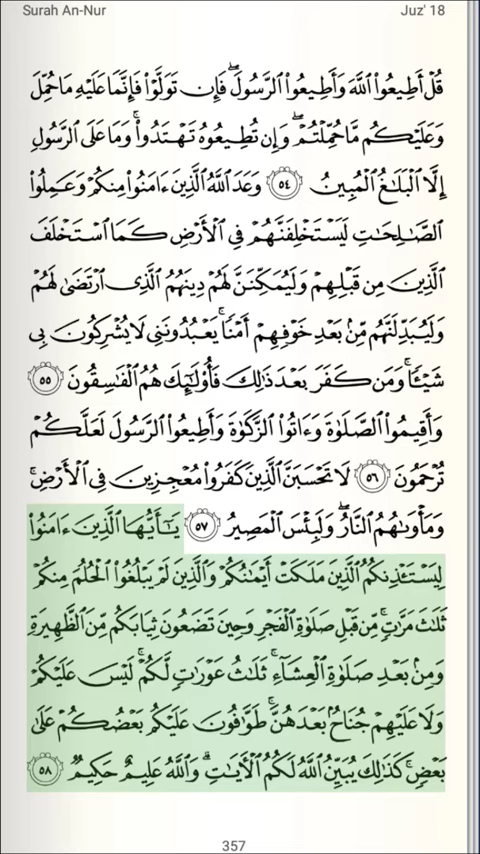 Surah An-Nur
Juz' 18
قُلْ أَطِيعُوا۟ ٱللَّهَ وَأَطِيعُوا۟ ٱلرَّسُولَ ۖ فَإِن تَوَلَّوْا۟ فَإِنَّمَا عَلَيْهِ مَا حُمِّلَ
وَعَلَيْكُم مَّا حُمِّلْتُمْ ۖ وَإِن تُطِيعُوهُ تَهْتَدُوا۟ ۚ وَمَا عَلَى ٱلرَّسُولِ
إِلَّا ٱلْبَلَـٰغُ ٱلْمُبِينُ ٥٤ وَعَدَ ٱللَّهُ ٱلَّذِينَ ءَامَنُوا۟ مِنكُمْ وَعَمِلُوا۟
ٱلصَّـٰلِحَـٰتِ لَيَسْتَخْلِفَنَّهُمْ فِى ٱلْأَرْضِ كَمَا ٱسْتَخْلَفَ
ٱلَّذِينَ مِن قَبْلِهِمْ وَلَيُمَكِّنَنَّ لَهُمْ دِينَهُمُ ٱلَّذِى ٱرْتَضَىٰ لَهُمْ
وَلَيُبَدِّلَنَّهُم مِّنۢ بَعْدِ خَوْفِهِمْ أَمْنًا ۚ يَعْبُدُونَنِى لَا يُشْرِكُونَ بِى
شَيْـًٔا ۚ وَمَن كَفَرَ بَعْدَ ذَٰلِكَ فَأُو۟لَـٰٓئِكَ هُمُ ٱلْفَـٰسِقُونَ ٥٥
وَأَقِيمُوا۟ ٱلصَّلَوٰةَ وَءَاتُوا۟ ٱلزَّكَوٰةَ وَأَطِيعُوا۟ ٱلرَّسُولَ لَعَلَّكُمْ
تُرْحَمُونَ ٥٦ لَا تَحْسَبَنَّ ٱلَّذِينَ كَفَرُوا۟ مُعْجِزِينَ فِى ٱلْأَرْضِ ۚ
وَمَأْوَىٰهُمُ ٱلنَّارُ ۖ وَلَبِئْسَ ٱلْمَصِيرُ ٥٧ يَـٰٓأَيُّهَا ٱلَّذِينَ ءَامَنُوا۟
لِيَسْتَـْٔذِنكُمُ ٱلَّذِينَ مَلَكَتْ أَيْمَـٰنُكُمْ وَٱلَّذِينَ لَمْ يَبْلُغُوا۟ ٱلْحُلُمَ مِنكُمْ
ثَلَـٰثَ مَرَّٰتٍ ۚ مِّن قَبْلِ صَلَوٰةِ ٱلْفَجْرِ وَحِينَ تَضَعُونَ ثِيَابَكُم مِّنَ ٱلظَّهِيرَةِ
وَمِنۢ بَعْدِ صَلَوٰةِ ٱلْعِشَآءِ ۚ ثَلَـٰثُ عَوْرَٰتٍ لَّكُمْ ۚ لَيْسَ عَلَيْكُمْ
وَلَا عَلَيْهِمْ جُنَاحٌۢ بَعْدَهُنَّ ۚ طَوَّٰفُونَ عَلَيْكُم بَعْضُكُمْ عَلَىٰ
بَعْضٍ ۚ كَذَٰلِكَ يُبَيِّنُ ٱللَّهُ لَكُمُ ٱلْـَٔايَـٰتِ ۗ وَٱللَّهُ عَلِيمٌ حَكِيمٌ ٥٨
357